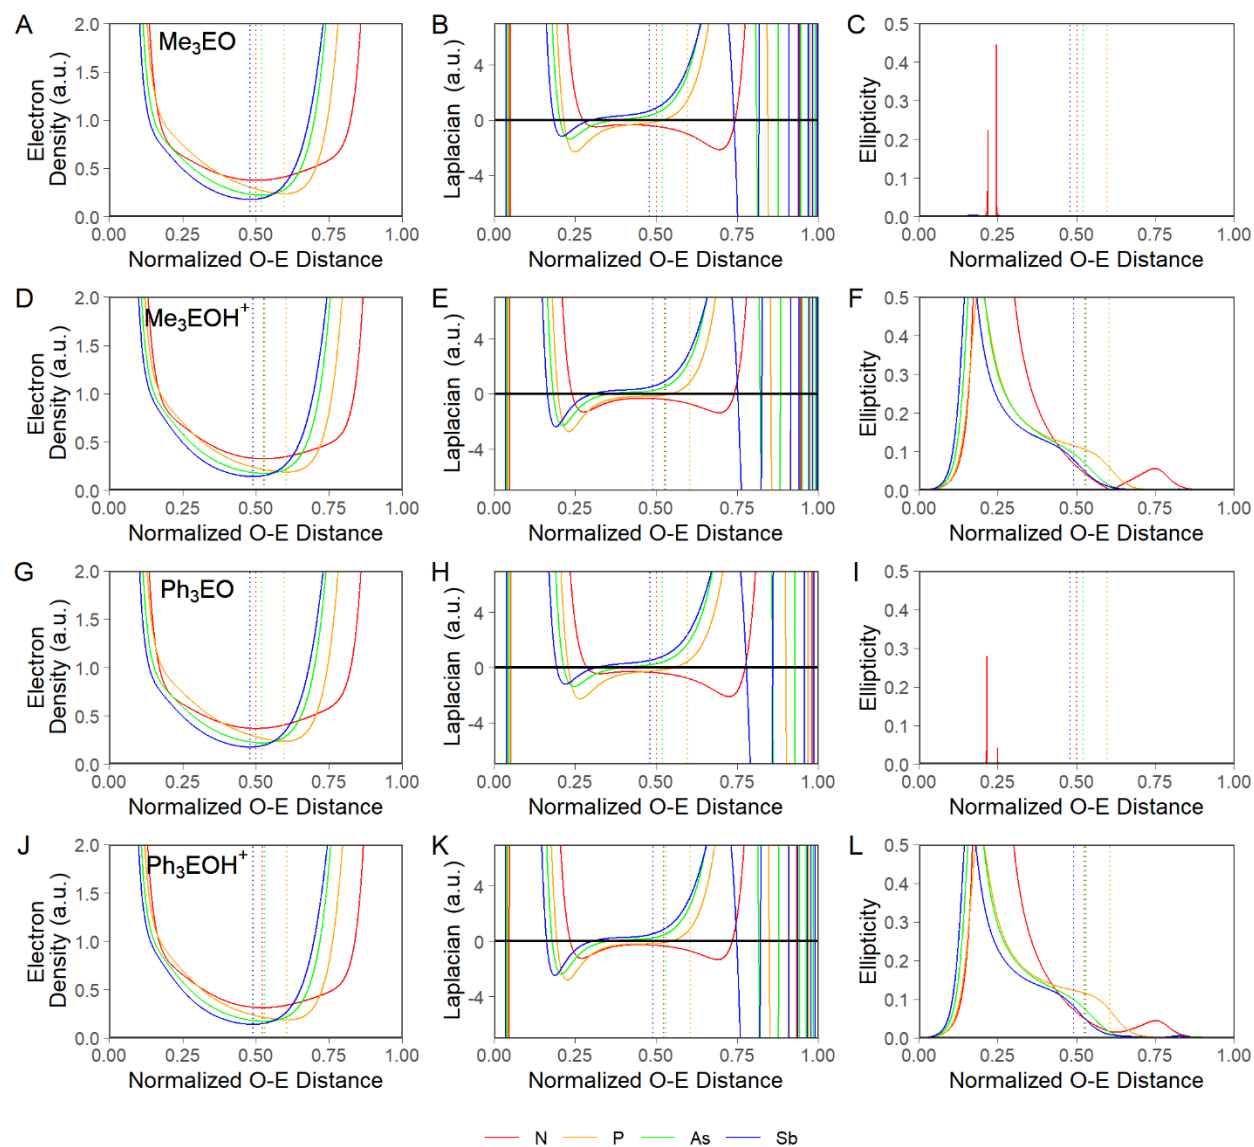 A
Me₃EO
2.0
1.5
1.0
0.5
0.0
Electron
Density (a.u.)
0.00 0.25 0.50 0.75 1.00
Normalized O-E Distance
B
4
0
-4
Laplacian (a.u.)
0.00 0.25 0.50 0.75 1.00
Normalized O-E Distance
C
0.5
0.4
0.3
0.2
0.1
0.0
Ellipticity
0.00 0.25 0.50 0.75 1.00
Normalized O-E Distance
D
Me₃EOH⁺
2.0
1.5
1.0
0.5
0.0
Electron
Density (a.u.)
0.00 0.25 0.50 0.75 1.00
Normalized O-E Distance
E
4
0
-4
Laplacian (a.u.)
0.00 0.25 0.50 0.75 1.00
Normalized O-E Distance
F
0.5
0.4
0.3
0.2
0.1
0.0
Ellipticity
0.00 0.25 0.50 0.75 1.00
Normalized O-E Distance
G
Ph₃EO
2.0
1.5
1.0
0.5
0.0
Electron
Density (a.u.)
0.00 0.25 0.50 0.75 1.00
Normalized O-E Distance
H
4
0
-4
Laplacian (a.u.)
0.00 0.25 0.50 0.75 1.00
Normalized O-E Distance
I
0.5
0.4
0.3
0.2
0.1
0.0
Ellipticity
0.00 0.25 0.50 0.75 1.00
Normalized O-E Distance
J
Ph₃EOH⁺
2.0
1.5
1.0
0.5
0.0
Electron
Density (a.u.)
0.00 0.25 0.50 0.75 1.00
Normalized O-E Distance
K
4
0
-4
Laplacian (a.u.)
0.00 0.25 0.50 0.75 1.00
Normalized O-E Distance
L
0.5
0.4
0.3
0.2
0.1
0.0
Ellipticity
0.00 0.25 0.50 0.75 1.00
Normalized O-E Distance
N P As Sb